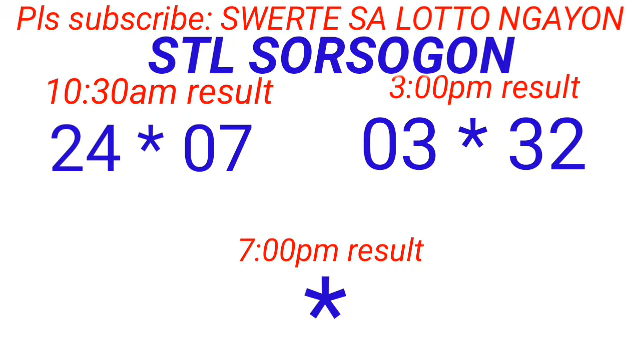 Pls subscribe: SWERTE SA LOTTO NGAYON
STL SORSOGON
10:30am result
24 * 07
3:00pm result
03 * 32
7:00pm result
*